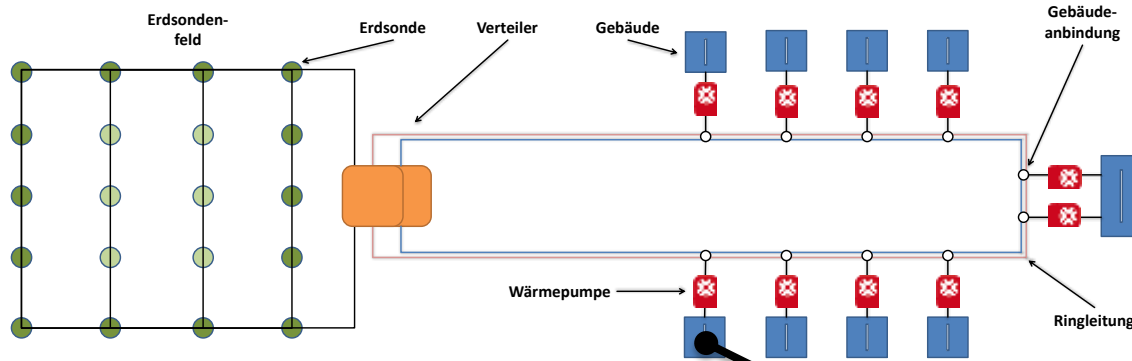 Erdsonden-
feld
Erdsonde
Verteiler
Gebäude
Gebäude-
anbindung
Wärmepumpe
Ringleitung